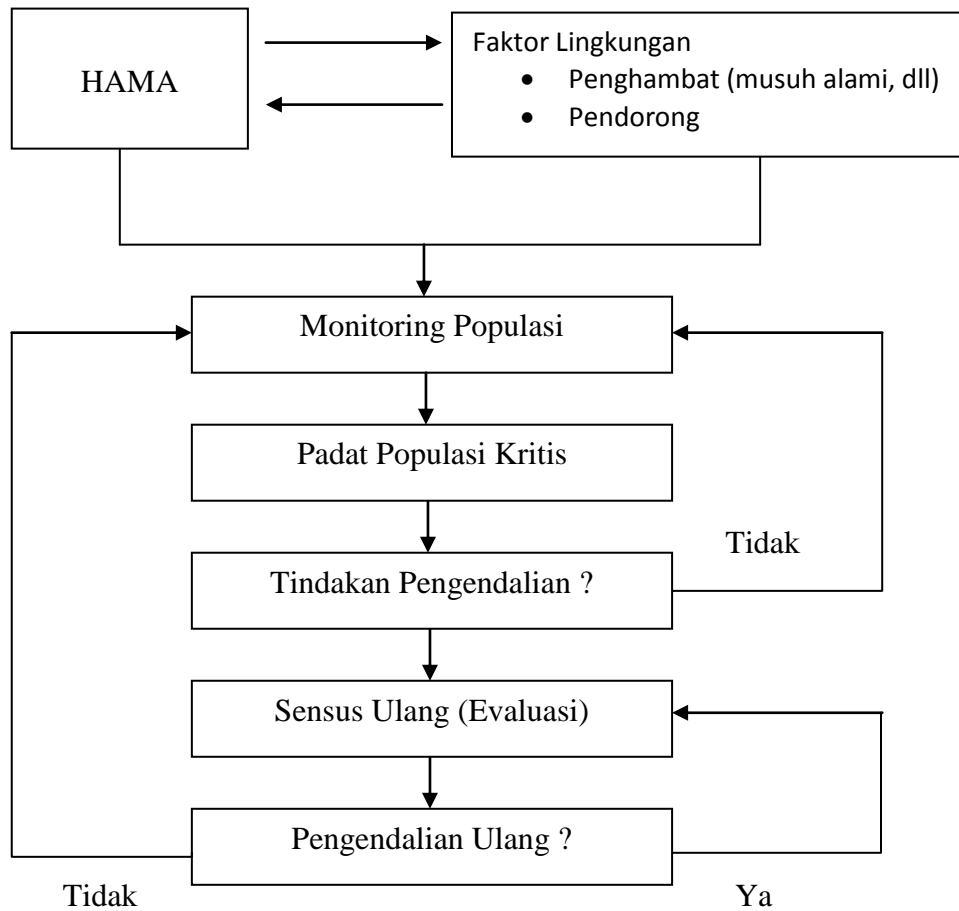 HAMA
Faktor Lingkungan
• Penghambat (musuh alami, dll)
• Pendorong
Monitoring Populasi
Padat Populasi Kritis
Tidak
Tindakan Pengendalian ?
Sensus Ulang (Evaluasi)
Pengendalian Ulang ?
Tidak
Ya